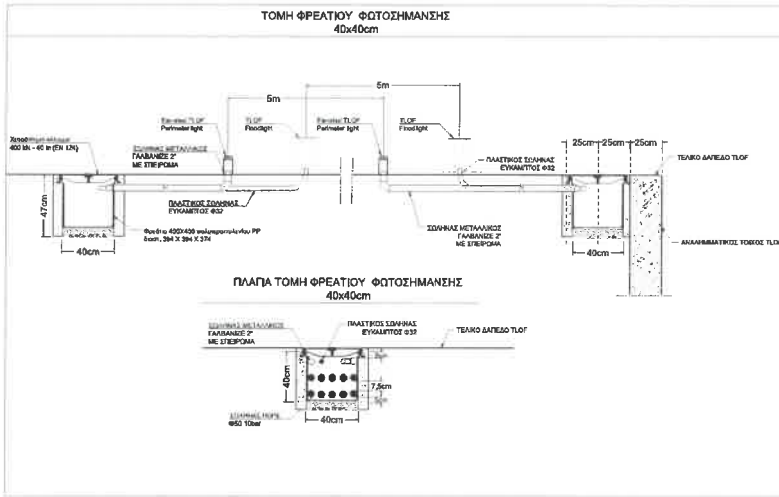 ΤΟΜΗ ΦΡΕΑΤΙΟΥ ΦΩΤΟΣΗΜΑΝΣΗΣ
40x40cm
5m
5m
TLOF
Perimeter light
TLOF
Floodlight
TLOF
Perimeter light
TLOF
Floodlight
ΣΩΛΗΝΑΣ ΜΕΤΑΛΛΙΚΟΣ
ΓΑΛΒΑΝΙΖΕ 2"
ΜΕ ΣΠΕΙΡΩΜΑ
ΠΛΑΣΤΙΚΟΣ ΣΩΛΗΝΑΣ
ΕΥΚΑΜΠΤΟΣ Φ32
25cm
25cm
25cm
ΤΕΛΙΚΟ ΔΑΠΕΔΟ TLOF
47cm
40cm
ΠΛΑΣΤΙΚΟΣ ΣΩΛΗΝΑΣ
ΕΥΚΑΜΠΤΟΣ Φ32
ΣΩΛΗΝΑΣ ΜΕΤΑΛΛΙΚΟΣ
ΓΑΛΒΑΝΙΖΕ 2"
ΜΕ ΣΠΕΙΡΩΜΑ
40cm
ΑΝΑΛΗΜΜΑΤΙΚΟΣ ΤΟΙΧΟΣ TLOF
ΠΛΑΓΙΑ ΤΟΜΗ ΦΡΕΑΤΙΟΥ ΦΩΤΟΣΗΜΑΝΣΗΣ
40x40cm
ΣΩΛΗΝΑΣ ΜΕΤΑΛΛΙΚΟΣ
ΓΑΛΒΑΝΙΖΕ 2"
ΜΕ ΣΠΕΙΡΩΜΑ
ΠΛΑΣΤΙΚΟΣ ΣΩΛΗΝΑΣ
ΕΥΚΑΜΠΤΟΣ Φ32
ΤΕΛΙΚΟ ΔΑΠΕΔΟ TLOF
40cm
7,5cm
40cm
Φ50 10bar